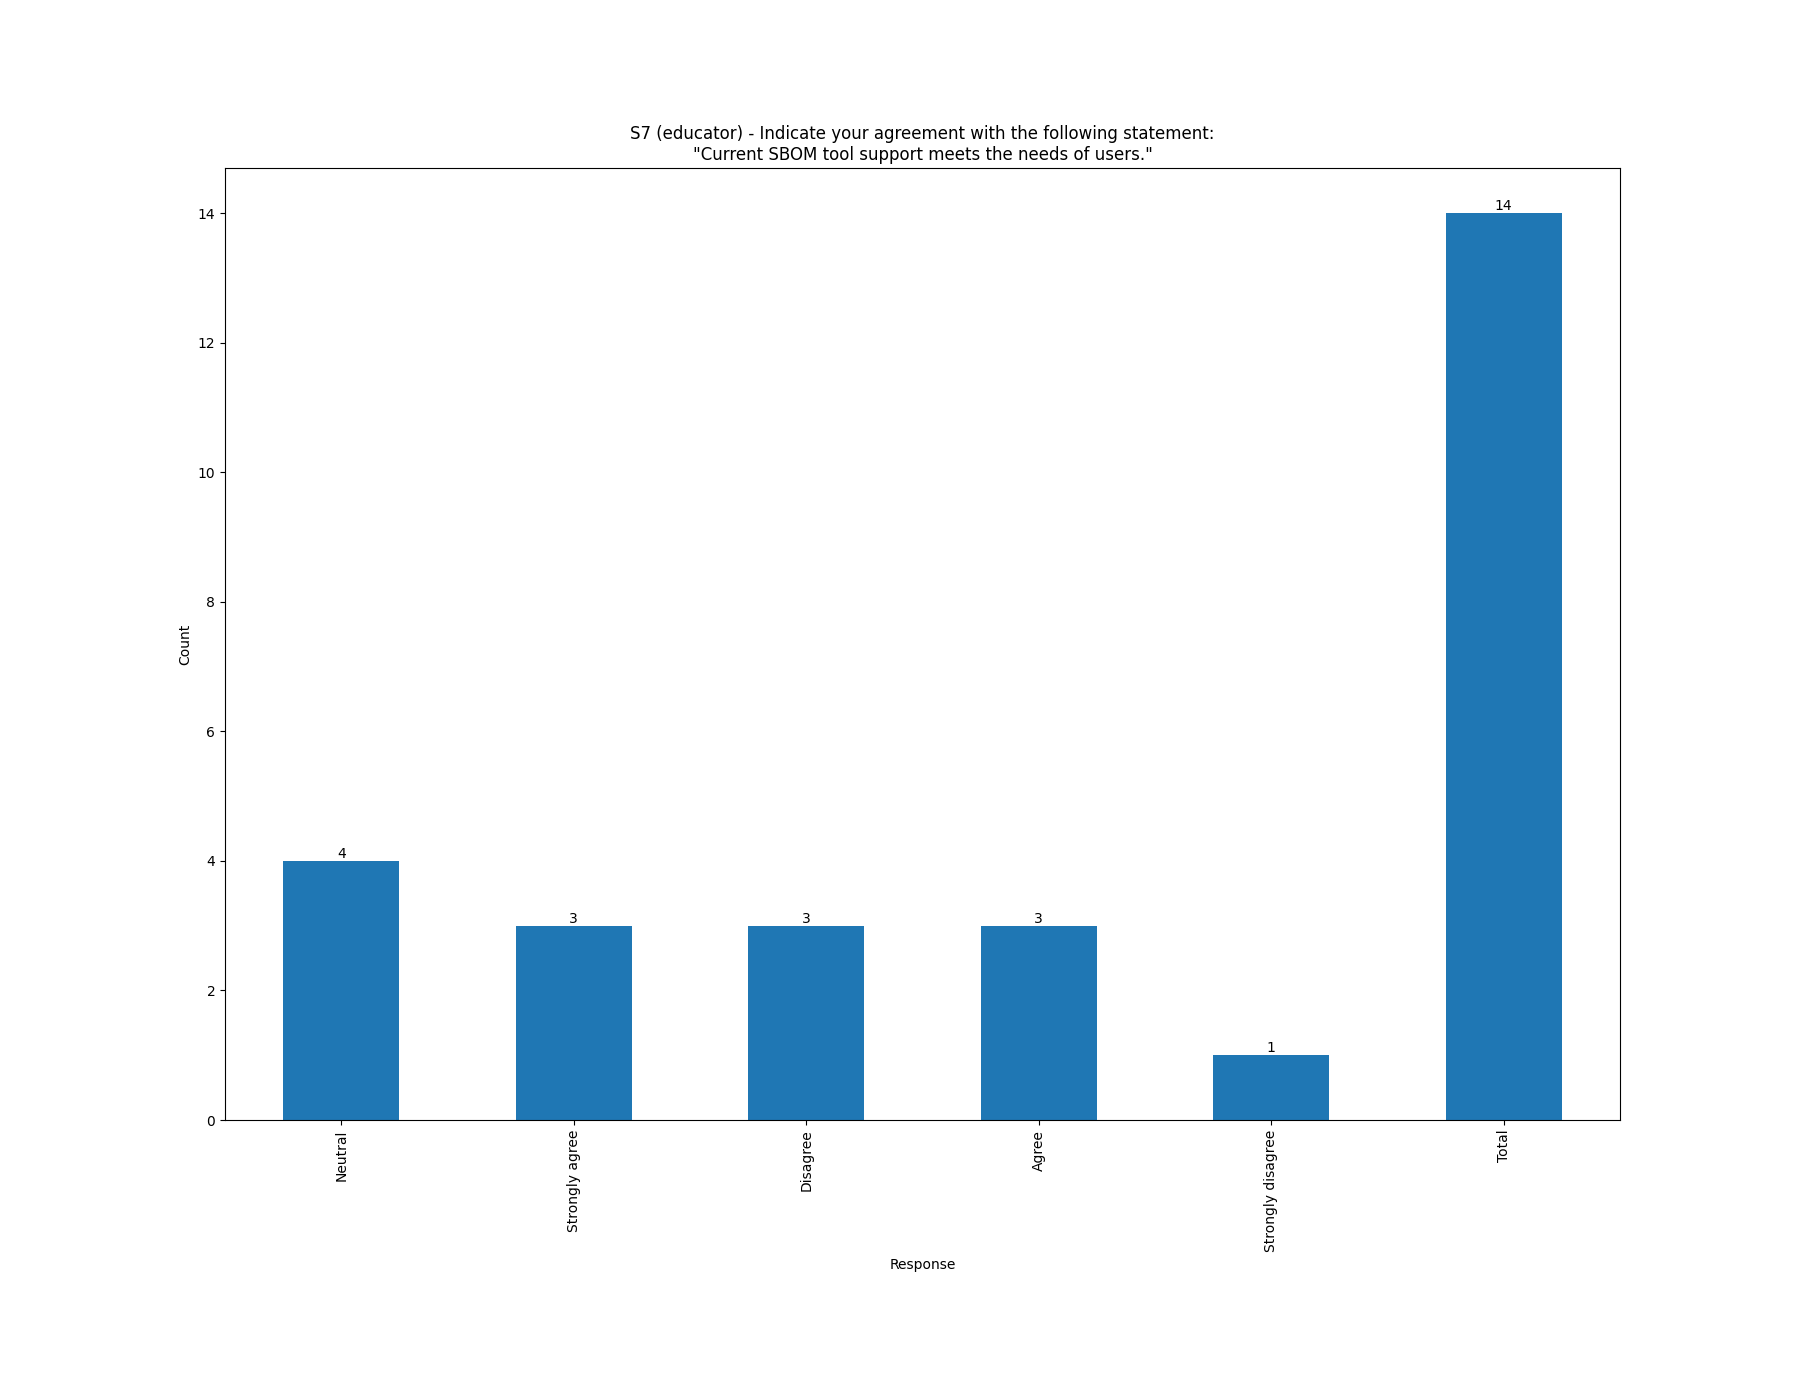 S7 (educator) - Indicate your agreement with the following statement:
"Current SBOM tool support meets the needs of users."
14
12
10
8
6
4
2
0
Count
4
3
3
3
1
14
Neutral
Strongly agree
Disagree
Agree
Strongly disagree
Total
Response